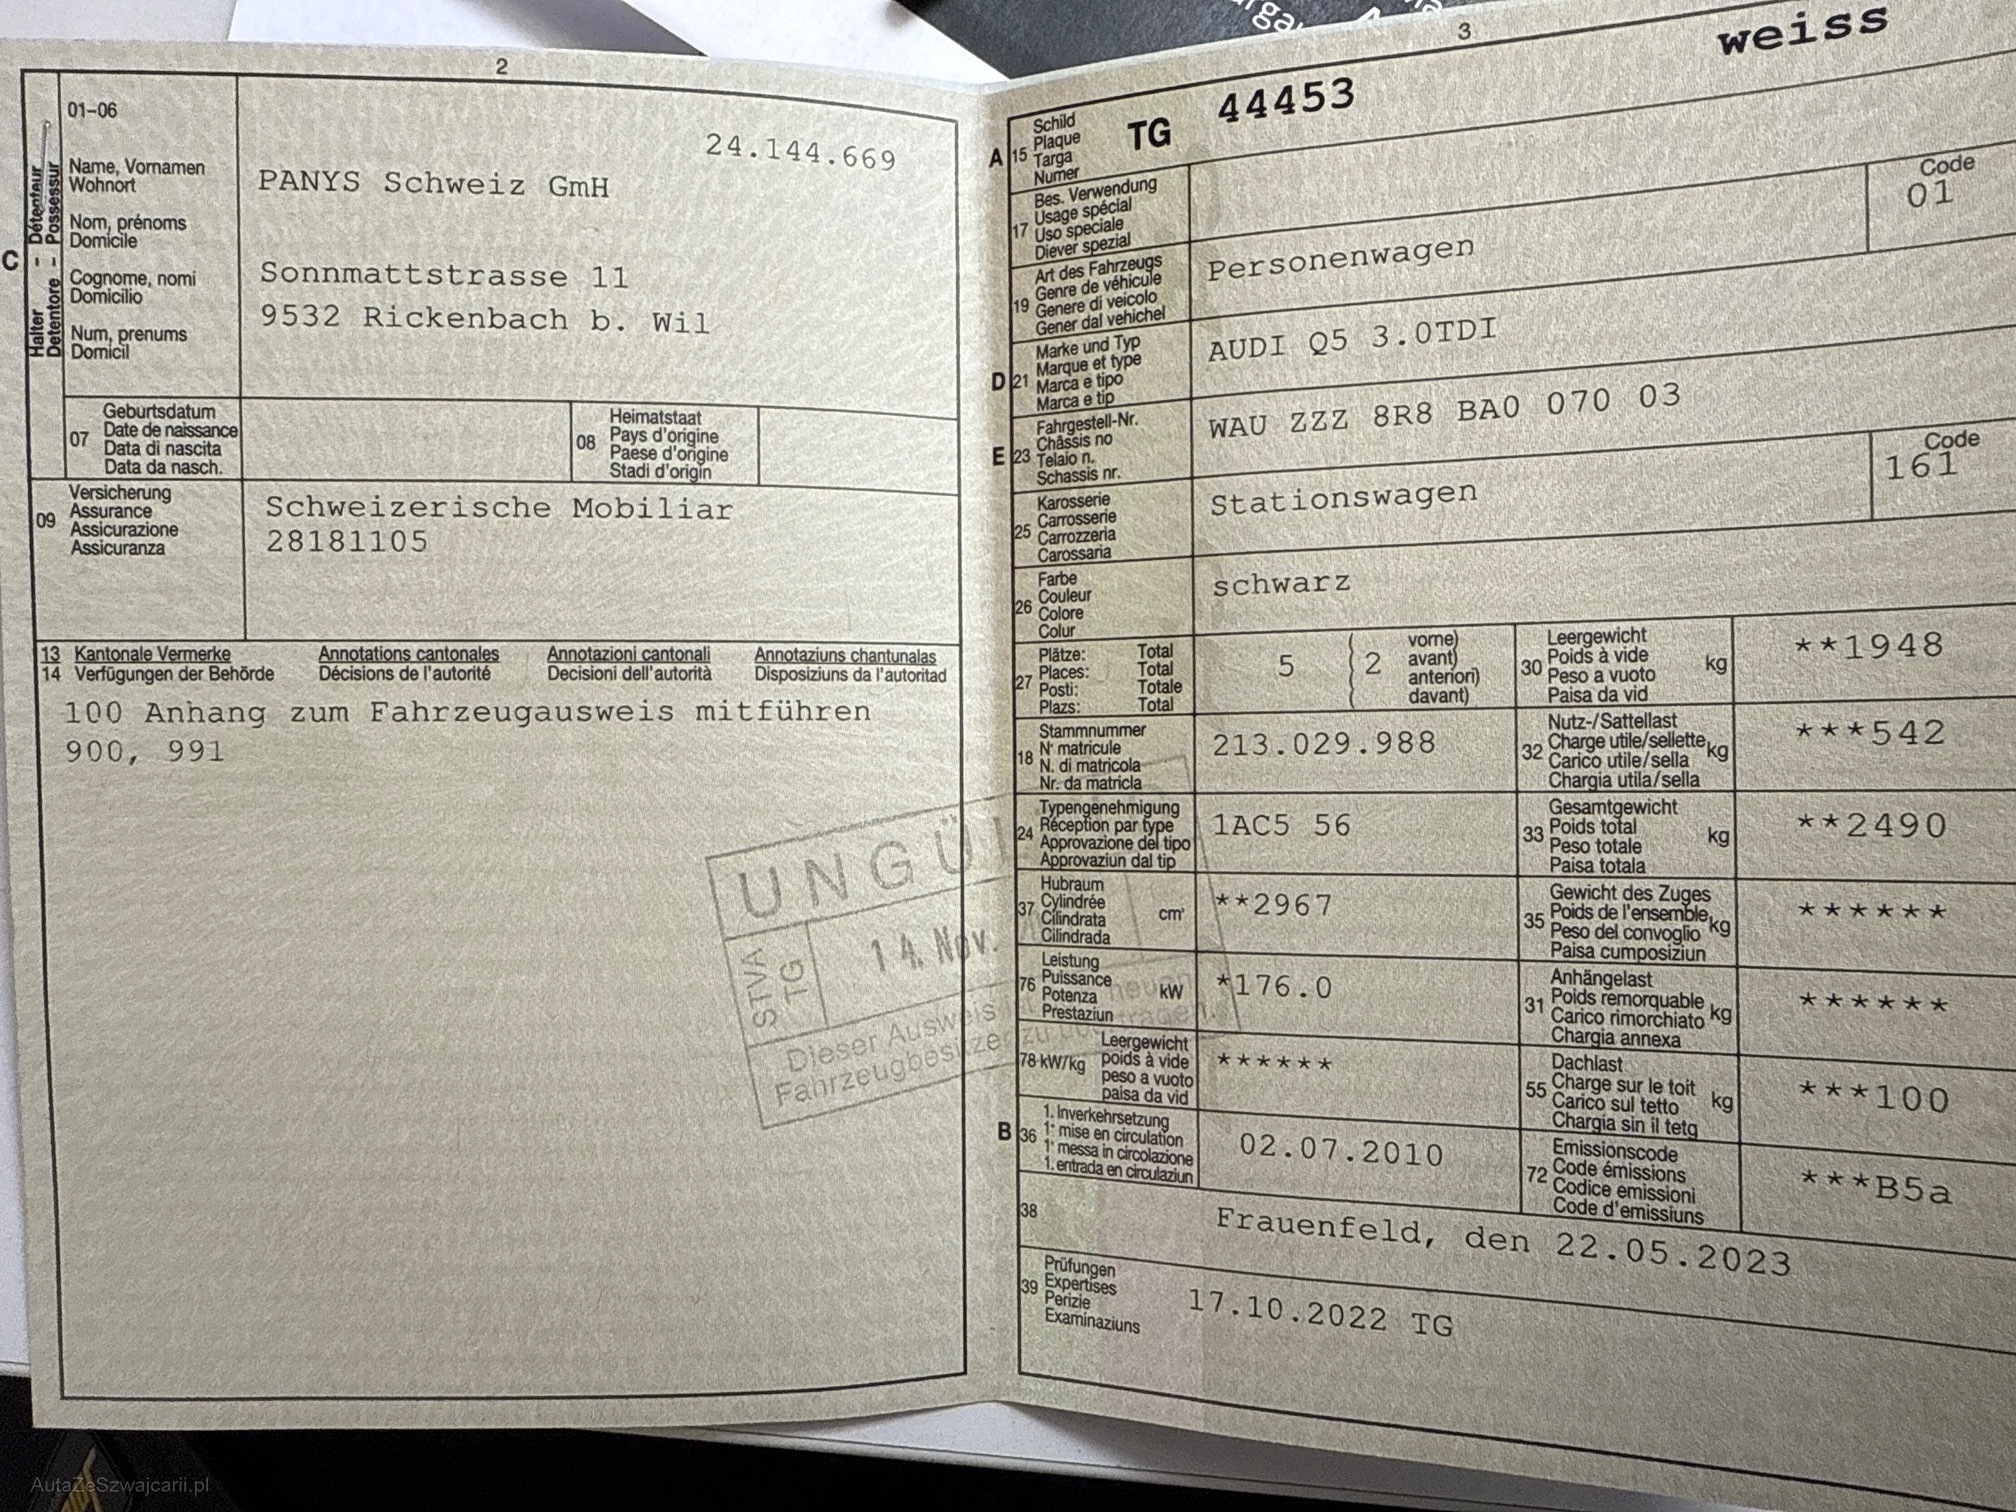 2
01-06
24.144.669
C
Halter -- Détenteur
Detentore -- Possessur
Name, Vornamen
Wohnort
PANYS Schweiz GmH
Nom, prénoms
Domicile
Cognome, nomi
Domicilio
Sonnmattstrasse 11
9532 Rickenbach b. Wil
Num, prenums
Domicil
07
Geburtsdatum
Date de naissance
Data di nascita
Data da nasch.
08
Heimatstaat
Pays d'origine
Paese d'origine
Stadi d'origin
09
Versicherung
Assurance
Assicurazione
Assicuranza
Schweizerische Mobiliar
28181105
13 Kantonale Vermerke Annotations cantonales Annotazioni cantonali Annotaziuns chantunalas
14 Verfügungen der Behörde Décisions de l'autorité Decisioni dell'autorità Disposiziuns da l'autoritad
100 Anhang zum Fahrzeugausweis mitführen
900, 991
STVA
TG
14. Nov.
Dieser Ausweis
Fahrzeugbesitzer
3
weiss
A 15
Schild
Plaque
Targa
Numer
TG 44453
17
Bes. Verwendung
Usage spécial
Uso speciale
Diever spezial
Code
01
19
Art des Fahrzeugs
Genre de véhicule
Genere di veicolo
Gener dal vehichel
Personenwagen
D 21
Marke und Typ
Marque et type
Marca e tipo
Marca e tip
AUDI Q5 3.0TDI
E 23
Fahrgestell-Nr.
Châssis no
Telaio n.
Schassis nr.
WAU ZZZ 8R8 BA0 070 03
25
Karosserie
Carrosserie
Carrozzeria
Carossaria
Stationswagen
Code
161
26
Farbe
Couleur
Colore
Colur
schwarz
27
Plätze: Total
Places: Total
Posti: Totale
Plazs: Total
5 ( 2
vorne)
avant)
anteriori)
davant)
30
Leergewicht
Poids à vide
Peso a vuoto
Paisa da vid
kg
**1948
18
Stammnummer
N° matricule
N. di matricola
Nr. da matricla
213.029.988
32
Nutz-/Sattellast
Charge utile/sellette
Carico utile/sella
Chargia utila/sella
kg
***542
24
Typengenehmigung
Réception par type
Approvazione del tipo
Approvaziun dal tip
1AC5 56
33
Gesamtgewicht
Poids total
Peso totale
Paisa totala
kg
**2490
37
Hubraum
Cylindrée
Cilindrata
Cilindrada
cm³
**2967
35
Gewicht des Zuges
Poids de l'ensemble
Peso del convoglio
Paisa cumposiziun
kg
******
76
Leistung
Puissance
Potenza
Prestaziun
kW
*176.0
31
Anhängelast
Poids remorquable
Carico rimorchiato
Chargia annexa
kg
******
78 kW/kg
Leergewicht
poids à vide
peso a vuoto
paisa da vid
******
55
Dachlast
Charge sur le toit
Carico sul tetto
Chargia sin il tetg
kg
***100
B 36
1. Inverkehrsetzung
1e mise en circulation
1a messa in circolazione
1. entrada en circulaziun
02.07.2010
72
Emissionscode
Code émissions
Codice emissioni
Code d'emissiuns
***B5a
38
Frauenfeld, den 22.05.2023
39
Prüfungen
Expertises
Perizie
Examinaziuns
17.10.2022 TG
AutaZeSzwajcarii.pl